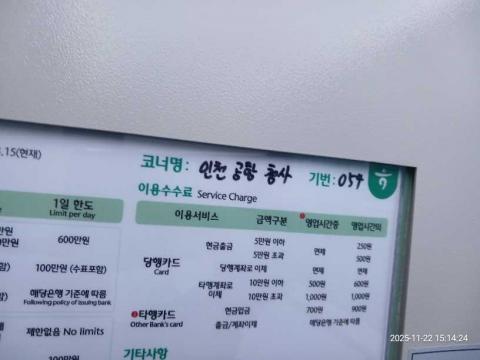 .15(현재)
코너명: 인천공항 청사 기번: 054
이용수수료 Service Charge
1일 한도
Limit per day
600만원
100만원 (수표포함)
해당은행 기준에 따름
Following policy of issuing bank
제한없음 No limits
100만원
이용서비스 금액구분 영업시간중 영업시간외
당행카드
Card
현금출금 5만원 이하 면제 250원
5만원 초과 500원
당행계좌로 이체 면제 면제
타행계좌로 이체 10만원 이하 500원 600원
10만원 초과 1,000원 1,000원
타행카드
Other Bank's card
현금입금 700원 900원
출금/계좌이체 해당은행 기준에 따름
기타사항
2025-11-22 15:14:24